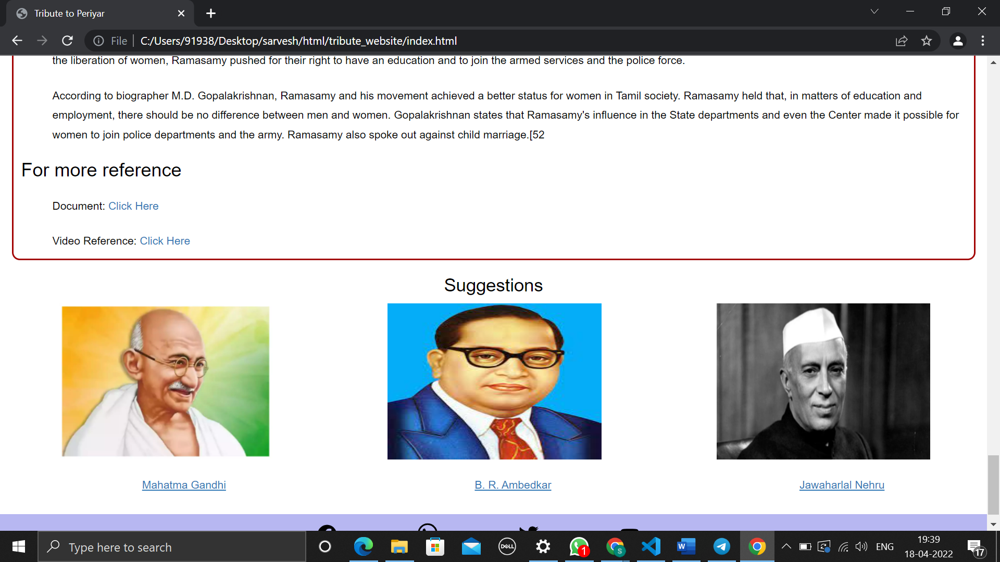 Tribute to Periyar
File
C:/Users/91938/Desktop/sarvesh/html/tribute_website/index.html
the liberation of women, Ramasamy pushed for their right to have an education and to join the armed services and the police force.
According to biographer M.D. Gopalakrishnan, Ramasamy and his movement achieved a better status for women in Tamil society. Ramasamy held that, in matters of education and
employment, there should be no difference between men and women. Gopalakrishnan states that Ramasamy's influence in the State departments and even the Center made it possible for
women to join police departments and the army. Ramasamy also spoke out against child marriage.[52
For more reference
Document: Click Here
Video Reference: Click Here
Suggestions
Mahatma Gandhi
B. R. Ambedkar
Jawaharlal Nehru
Type here to search
DELL
1
S
W
ENG
19:39
18-04-2022
17